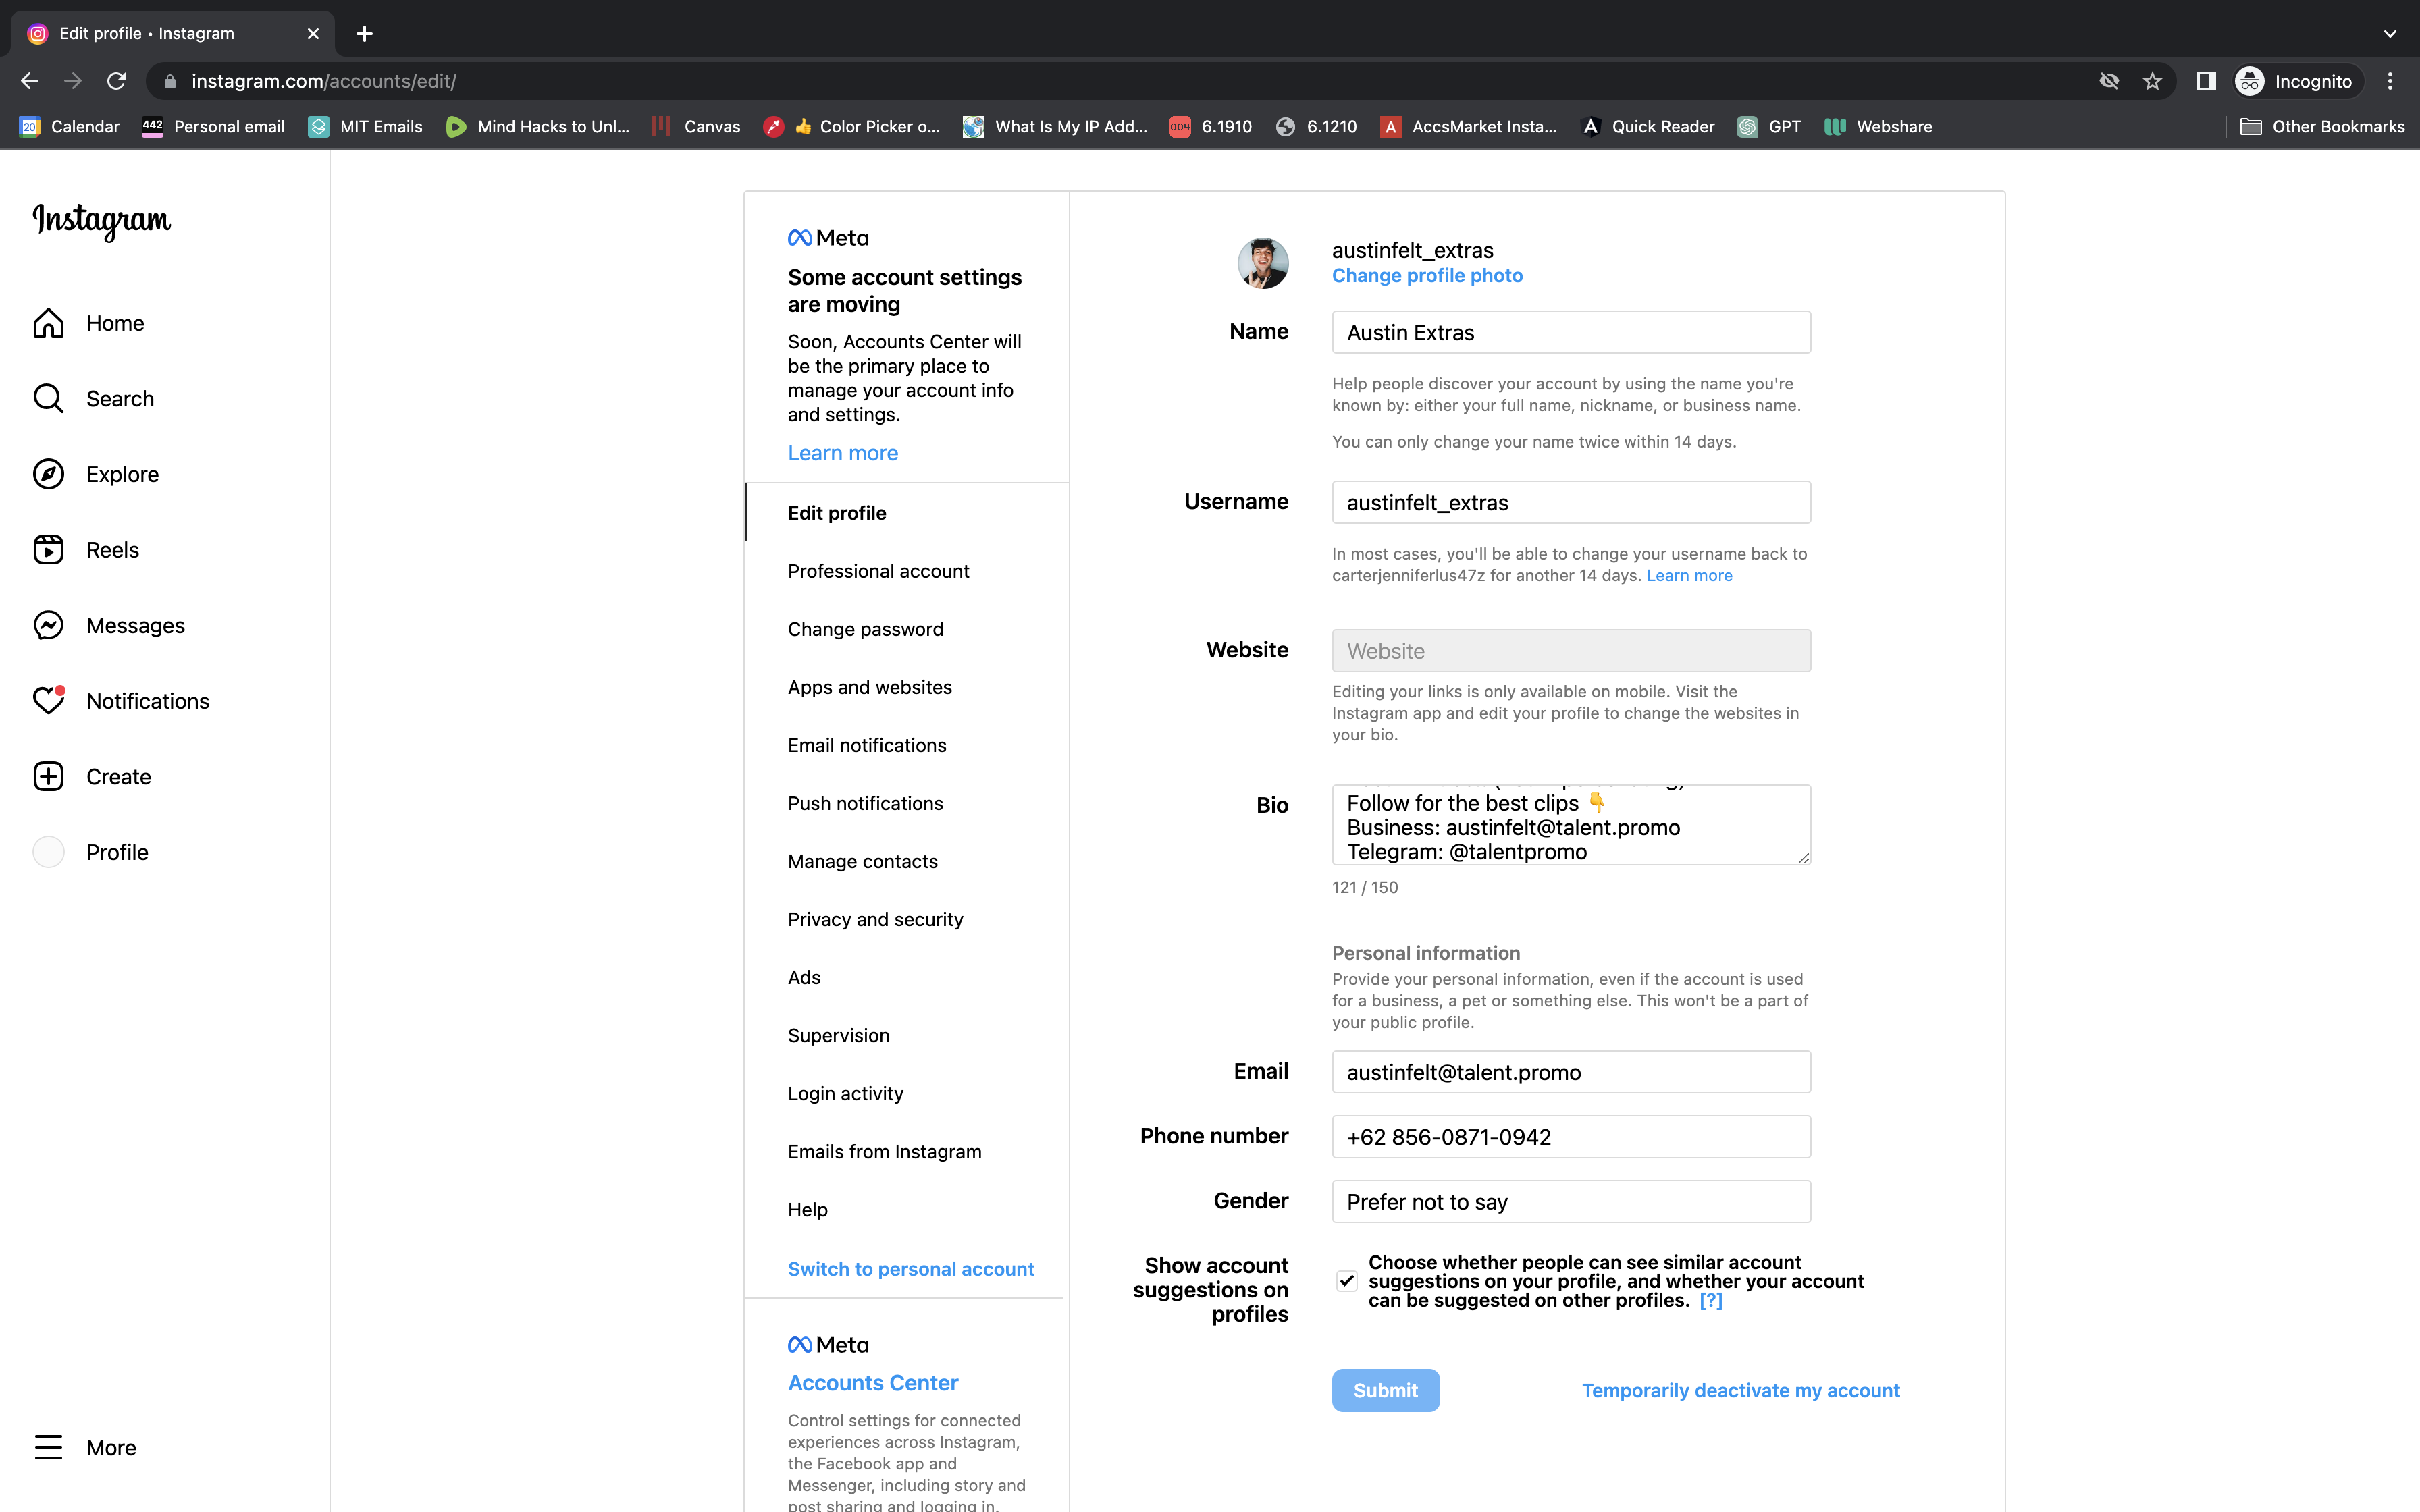 Edit profile • Instagram
instagram.com/accounts/edit/
Incognito
20 Calendar
442 Personal email
MIT Emails
Mind Hacks to Unl...
Canvas
Color Picker o...
What Is My IP Add...
004 6.1910
6.1210
A AccsMarket Insta...
Quick Reader
GPT
Webshare
Other Bookmarks
Instagram
Home
Search
Explore
Reels
Messages
Notifications
Create
Profile
More
Meta
Some account settings
are moving
Soon, Accounts Center will
be the primary place to
manage your account info
and settings.
Learn more
Edit profile
Professional account
Change password
Apps and websites
Email notifications
Push notifications
Manage contacts
Privacy and security
Ads
Supervision
Login activity
Emails from Instagram
Help
Switch to personal account
Meta
Accounts Center
Control settings for connected
experiences across Instagram,
the Facebook app and
Messenger, including story and
post sharing and logging in.
austinfelt_extras
Change profile photo
Name
Austin Extras
Help people discover your account by using the name you're
known by: either your full name, nickname, or business name.
You can only change your name twice within 14 days.
Username
austinfelt_extras
In most cases, you'll be able to change your username back to
carterjenniferlus47z for another 14 days. Learn more
Website
Website
Editing your links is only available on mobile. Visit the
Instagram app and edit your profile to change the websites in
your bio.
Bio
(not impersonating)
Follow for the best clips 👇
Business: austinfelt@talent.promo
Telegram: @talentpromo
121 / 150
Personal information
Provide your personal information, even if the account is used
for a business, a pet or something else. This won't be a part of
your public profile.
Email
austinfelt@talent.promo
Phone number
+62 856-0871-0942
Gender
Prefer not to say
Show account
suggestions on
profiles
Choose whether people can see similar account
suggestions on your profile, and whether your account
can be suggested on other profiles. [?]
Submit
Temporarily deactivate my account